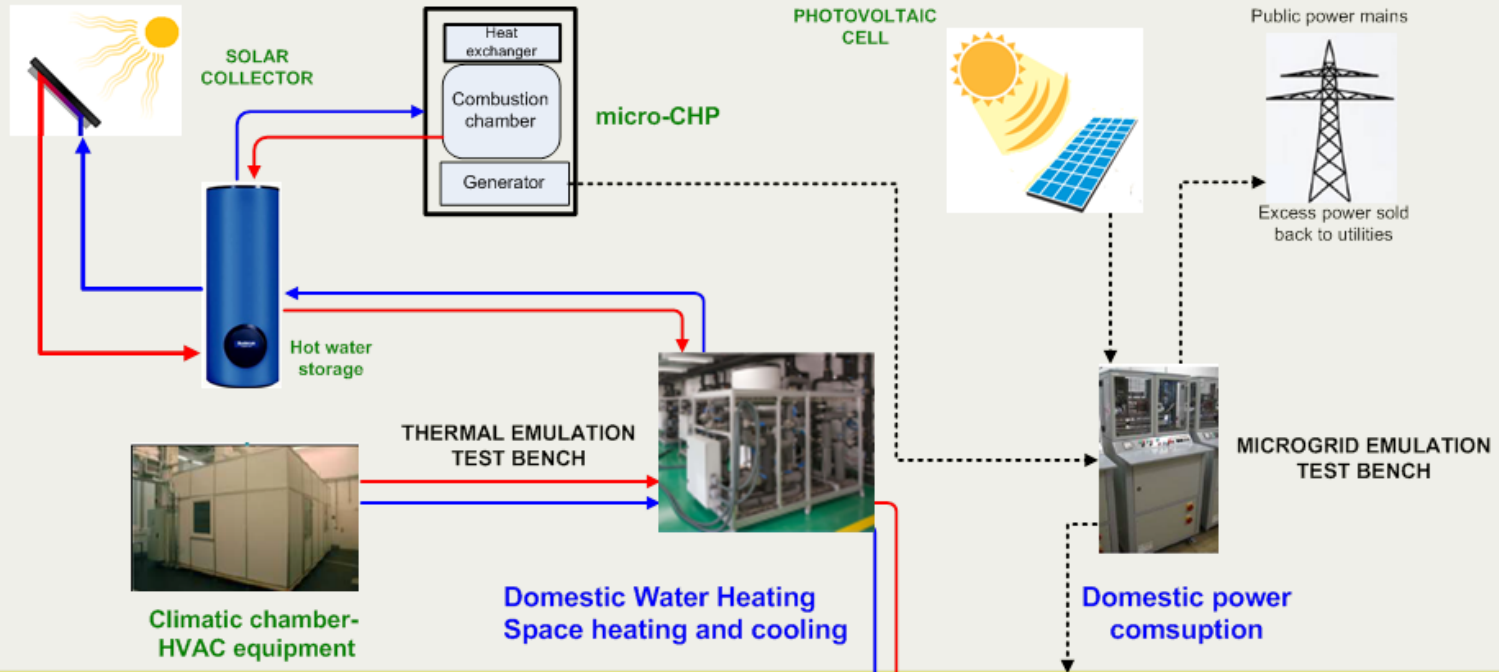 SOLAR
COLLECTOR
Heat
exchanger
Combustion
chamber
Generator
micro-CHP
PHOTOVOLTAIC
CELL
Public power mains
Excess power sold
back to utilities
Hot water
storage
THERMAL EMULATION
TEST BENCH
MICROGRID EMULATION
TEST BENCH
Climatic chamber-
HVAC equipment
Domestic Water Heating
Space heating and cooling
Domestic power
comsuption